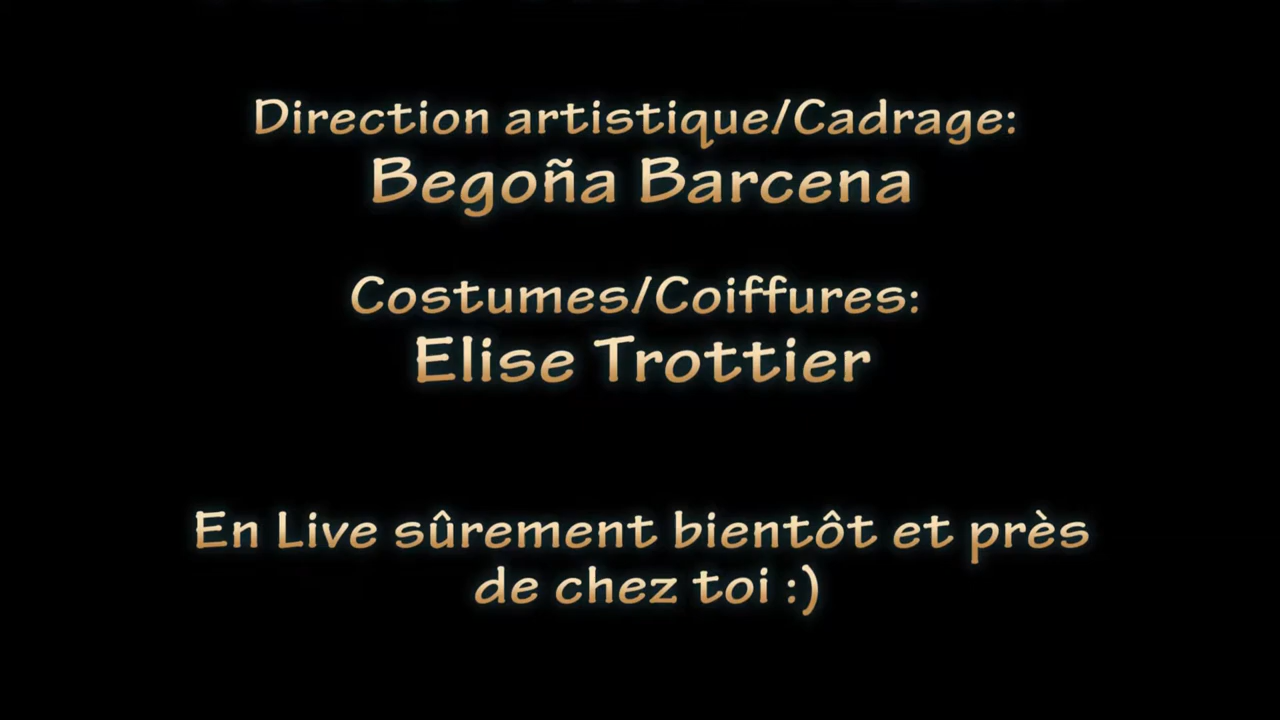 Direction artistique/Cadrage:
Begoña Barcena
Costumes/Coiffures:
Elise Trottier
En Live sûrement bientôt et près
de chez toi :)